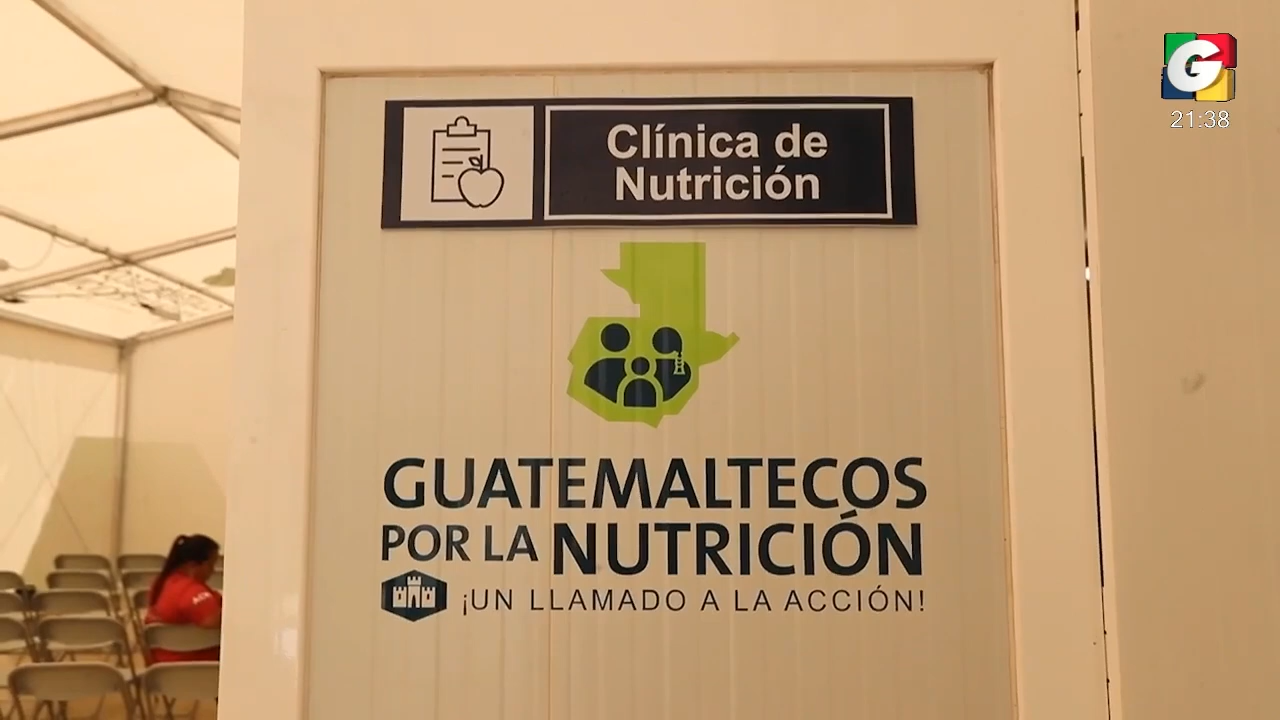 G
21:38
Clínica de
Nutrición
GUATEMALTECOS
POR LA NUTRICIÓN
¡UN LLAMADO A LA ACCIÓN!